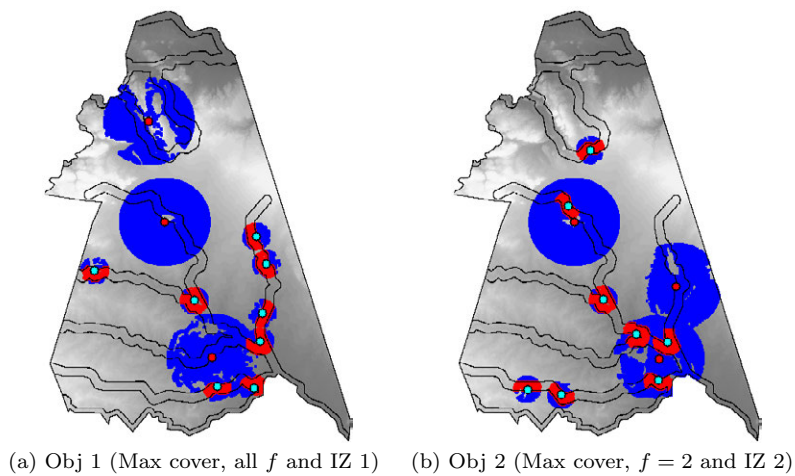 (a) Obj 1 (Max cover, all f and IZ 1)
(b) Obj 2 (Max cover, f = 2 and IZ 2)